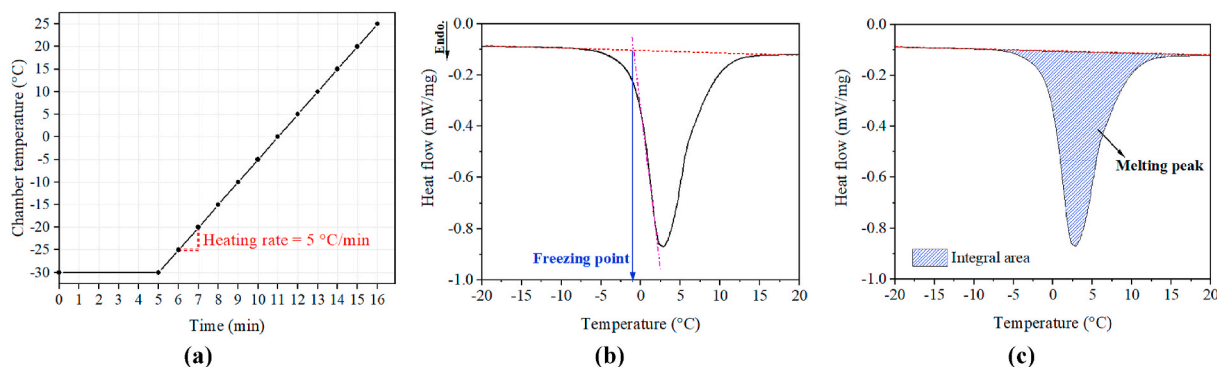 25
20
15
10
5
0
-5
-10
-15
-20
-25
-30
Chamber temperature (°C)
Heating rate = 5 °C/min
0 1 2 3 4 5 6 7 8 9 10 11 12 13 14 15 16
Time (min)
(a)
0.0
-0.2
-0.4
-0.6
-0.8
-1.0
Heat flow (mW/mg)
Endo.
Freezing point
-20 -15 -10 -5 0 5 10 15 20
Temperature (°C)
(b)
0.0
-0.2
-0.4
-0.6
-0.8
-1.0
Heat flow (mW/mg)
Melting peak
Integral area
-20 -15 -10 -5 0 5 10 15 20
Temperature (°C)
(c)